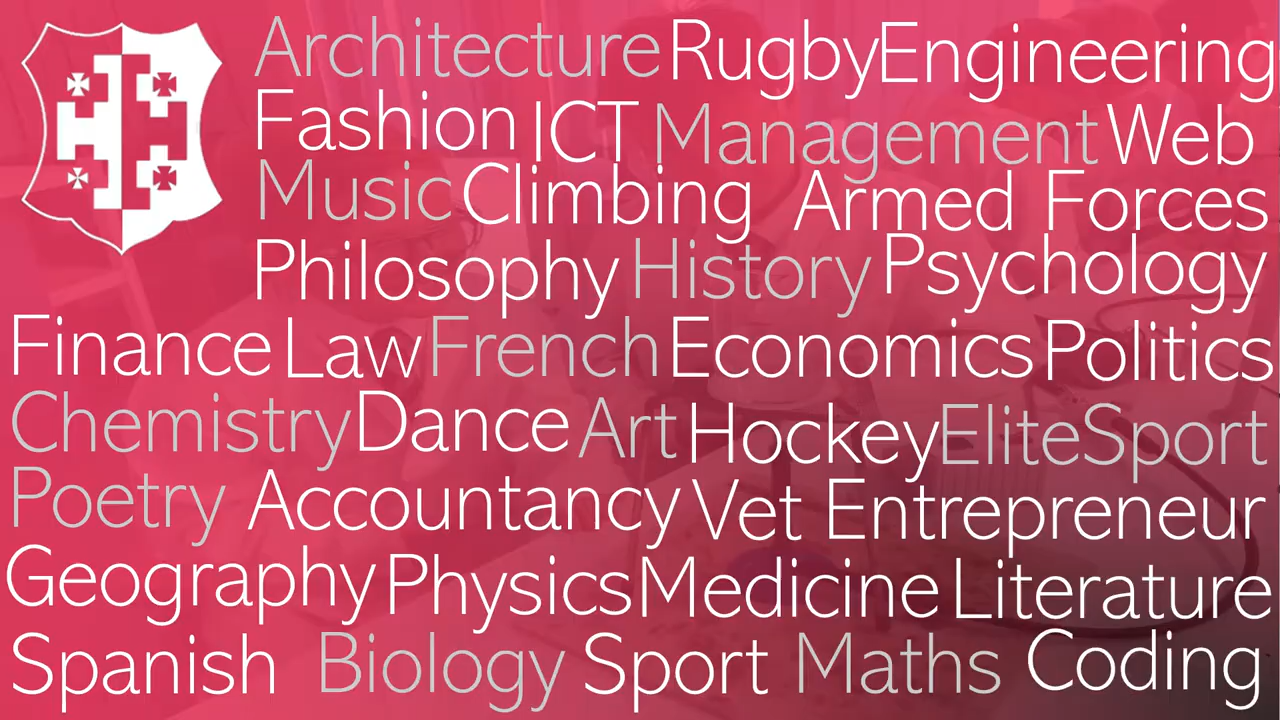 Architecture Rugby Engineering
Fashion ICT Management Web
Music Climbing Armed Forces
Philosophy History Psychology
Finance Law French Economics Politics
Chemistry Dance Art Hockey EliteSport
Poetry Accountancy Vet Entrepreneur
Geography Physics Medicine Literature
Spanish Biology Sport Maths Coding